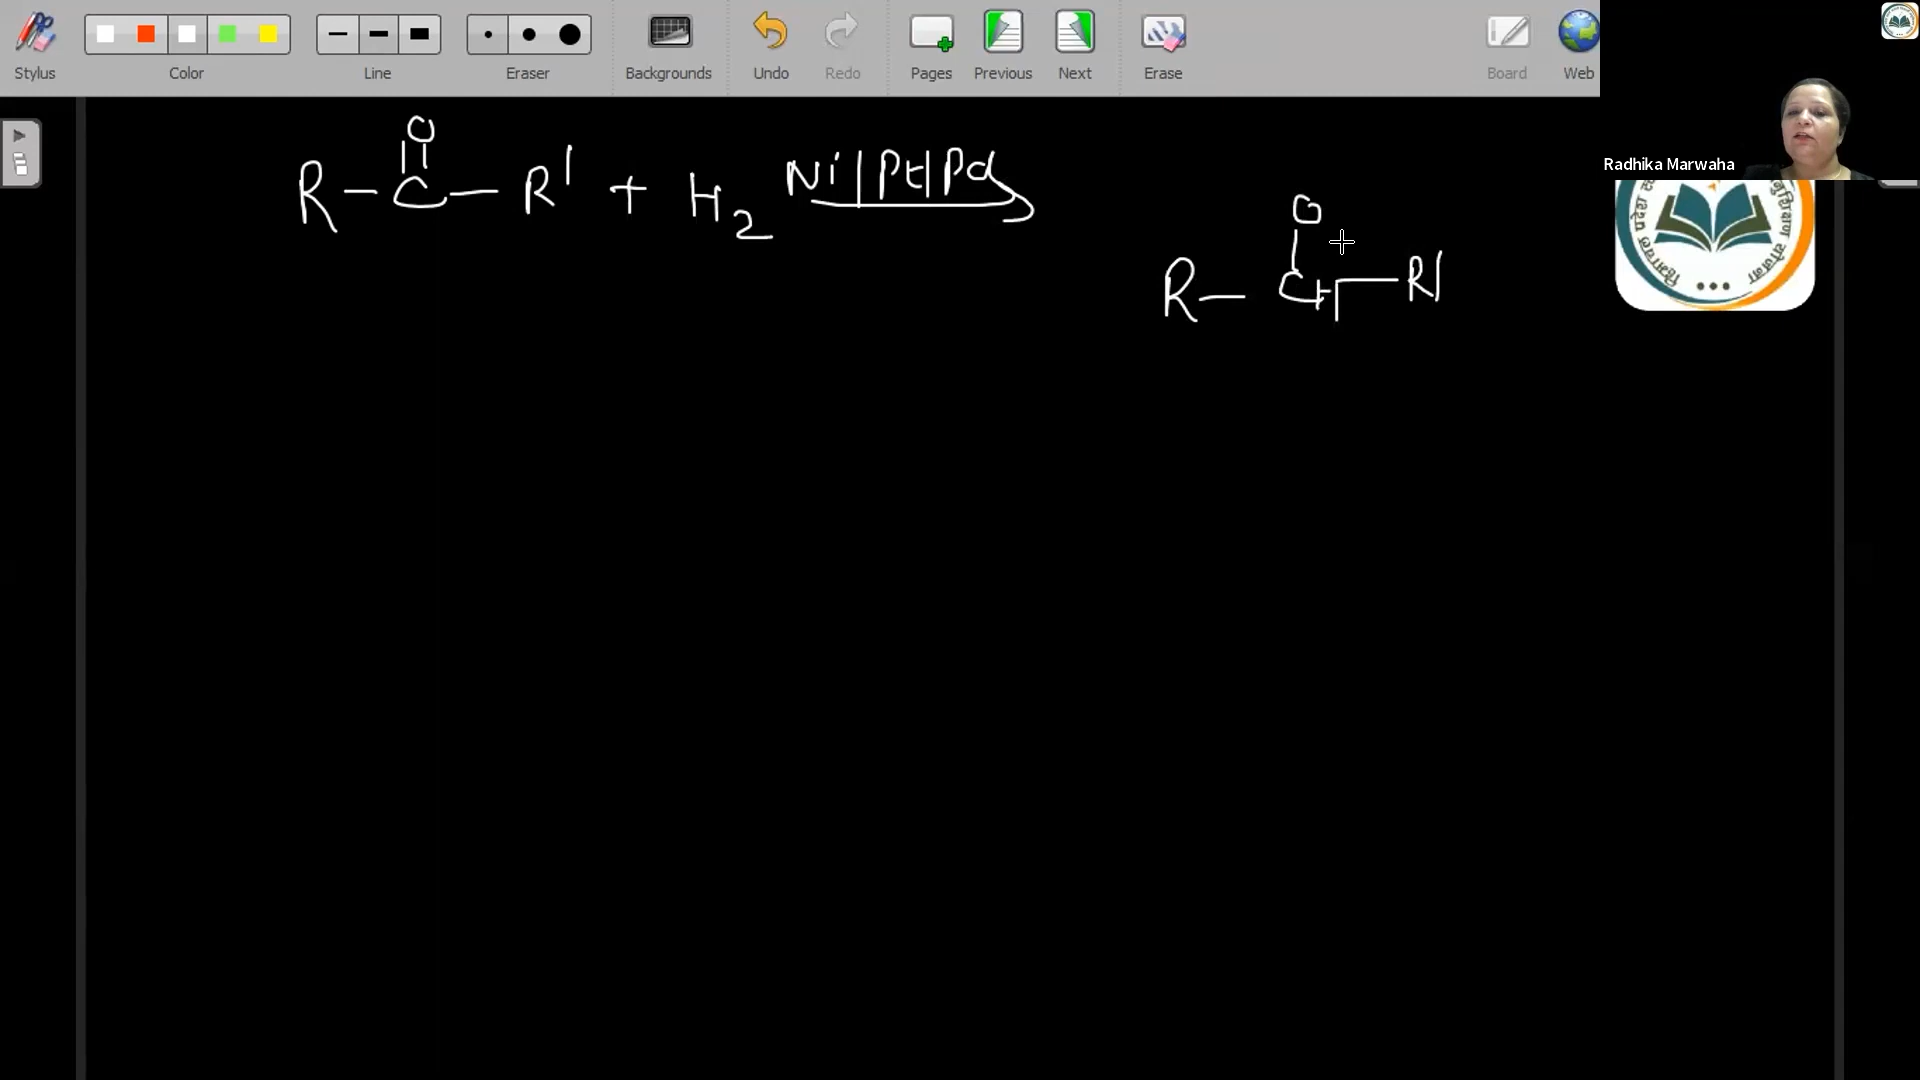 Stylus Color Line Eraser Backgrounds Undo Redo Pages Previous Next Erase Board Web
Radhika Marwaha
O
R – C – R' + H2 Ni/Pt/Pd
O
R – CH – R'